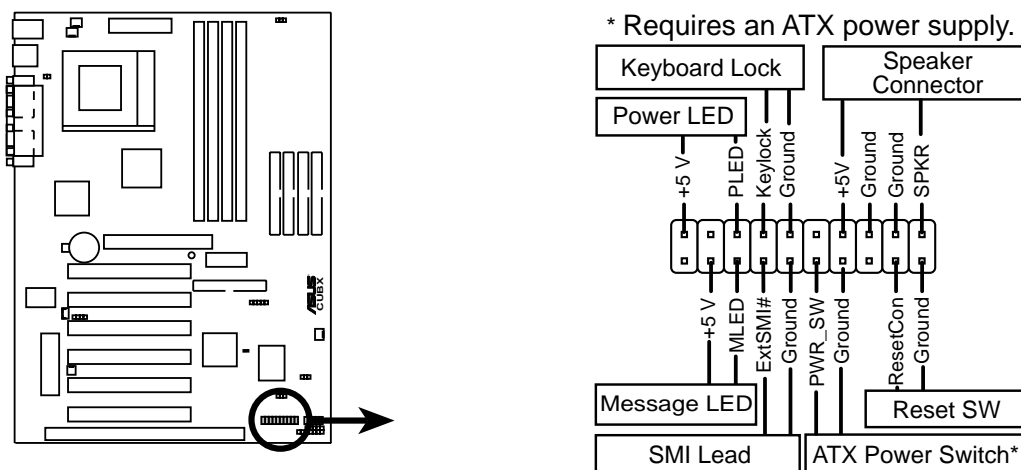 * Requires an ATX power supply.
Keyboard Lock
Speaker
Connector
Power LED
+5 V
PLED
Keylock
Ground
+5V
Ground
Ground
SPKR
+5 V
MLED
ExtSMI#
Ground
PWR_SW
Ground
ResetCon
Ground
Message LED
Reset SW
SMI Lead
ATX Power Switch*
ASUS
CUBX